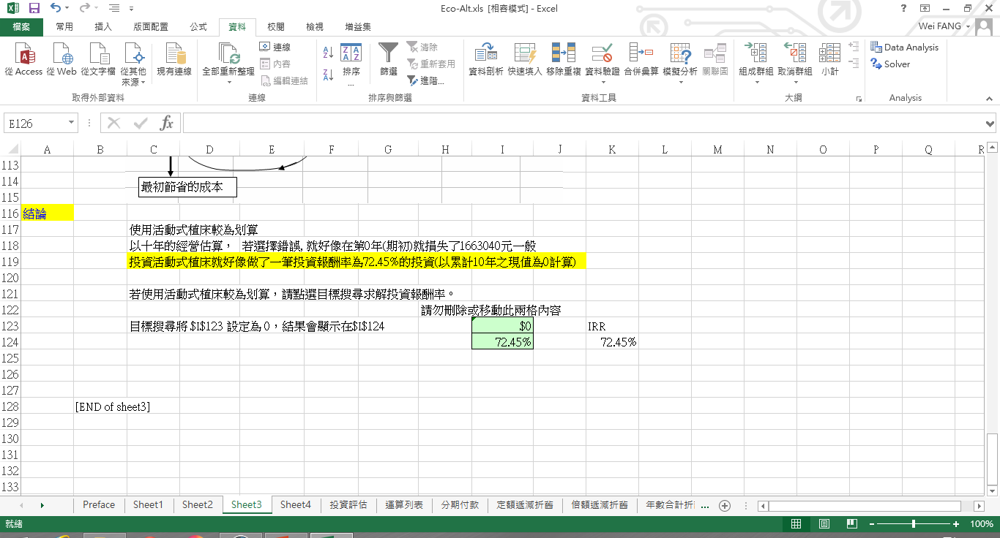 Eco-Alt.xls [相容模式] - Excel
檔案 常用 插入 版面配置 公式 資料 校閱 檢視 增益集 Wei FANG
從 Access 從 Web 從文字檔 從其他來源 現有連線
取得外部資料
全部重新整理 連線 內容 編輯連結
連線
排序... 篩選 清除 重新套用 進階...
排序與篩選
資料剖析 快速填入 移除重複 資料驗證 合併彙算 模擬分析 關聯圖
資料工具
組成群組 取消群組 小計
大綱
Data Analysis
Solver
Analysis
E126
fx
A B C D E F G H I J K L M N O P Q R
113
114 最初節省的成本
115
116 結論
117 使用活動式植床較為划算
118 以十年的經營估算， 若選擇錯誤, 就好像在第0年(期初)就損失了1663040元一般
119 投資活動式植床就好像做了一筆投資報酬率為72.45%的投資(以累計10年之現值為0計算)
120
121 若使用活動式植床較為划算，請點選目標搜尋求解投資報酬率。
122 請勿刪除或移動此兩格內容
123 目標搜尋將 $I$123 設定為 0，結果會顯示在$I$124 $0 IRR
124 72.45% 72.45%
125
126
127
128 [END of sheet3]
129
130
131
132
133
Preface Sheet1 Sheet2 Sheet3 Sheet4 投資評估 運算列表 分期付款 定額遞減折舊 倍額遞減折舊 年數合計折 ...
就緒 100%